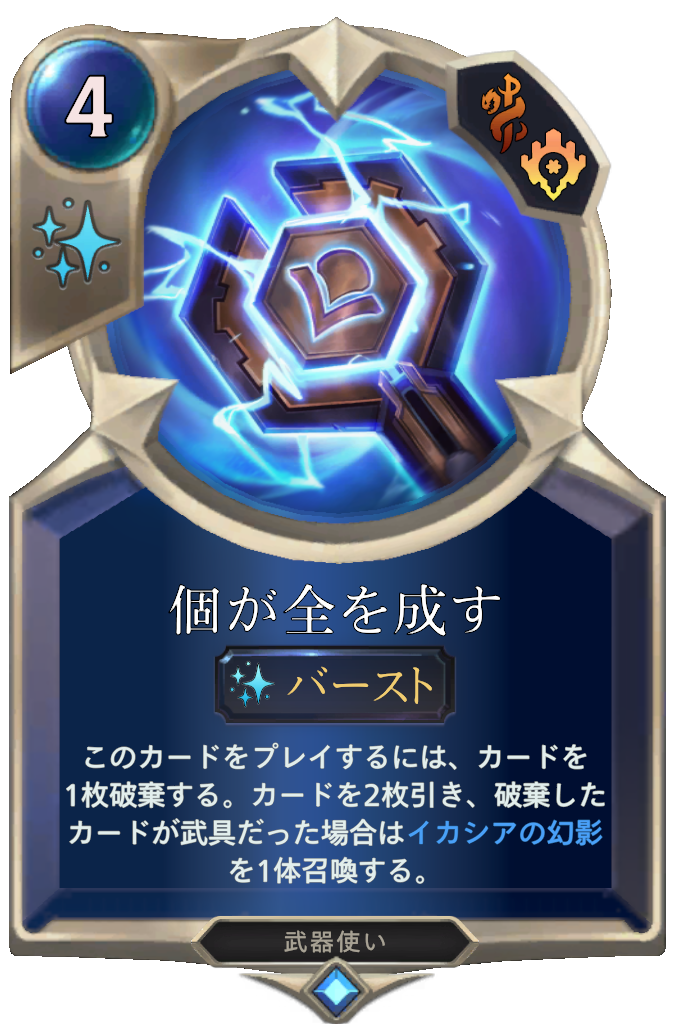 4
個が全を成す
バースト
このカードをプレイするには、カードを
1枚破棄する。カードを2枚引き、破棄した
カードが武具だった場合はイカシアの幻影
を1体召喚する。
武器使い